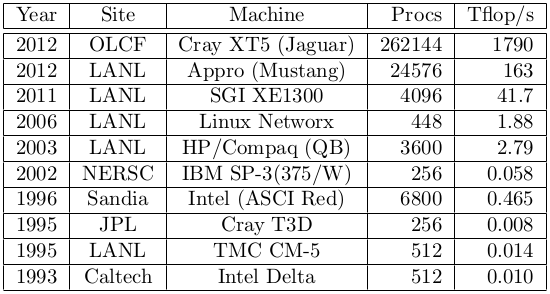 Year Site Machine Procs Tflop/s
2012 OLCF Cray XT5 (Jaguar) 262144 1790
2012 LANL Appro (Mustang) 24576 163
2011 LANL SGI XE1300 4096 41.7
2006 LANL Linux Networx 448 1.88
2003 LANL HP/Compaq (QB) 3600 2.79
2002 NERSC IBM SP-3(375/W) 256 0.058
1996 Sandia Intel (ASCI Red) 6800 0.465
1995 JPL Cray T3D 256 0.008
1995 LANL TMC CM-5 512 0.014
1993 Caltech Intel Delta 512 0.010